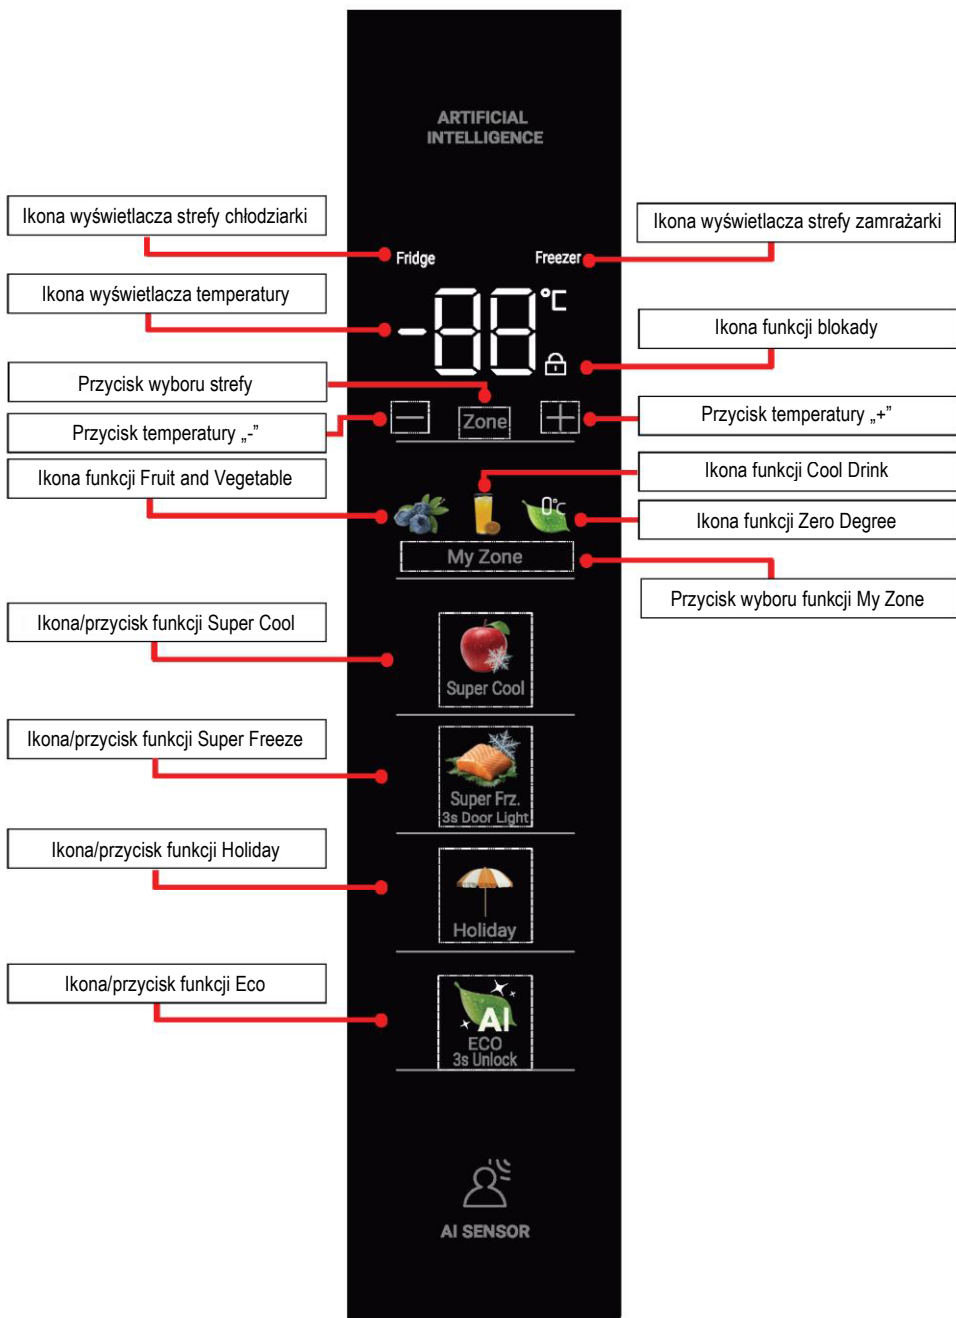 ARTIFICIAL
INTELLIGENCE
Ikona wyświetlacza strefy chłodziarki
Ikona wyświetlacza strefy zamrażarki
Fridge
Freezer
Ikona wyświetlacza temperatury
-88°C
Ikona funkcji blokady
Przycisk wyboru strefy
Przycisk temperatury „-”
— Zone +
Przycisk temperatury „+”
Ikona funkcji Fruit and Vegetable
Ikona funkcji Cool Drink
0°C
Ikona funkcji Zero Degree
My Zone
Przycisk wyboru funkcji My Zone
Ikona/przycisk funkcji Super Cool
Super Cool
Ikona/przycisk funkcji Super Freeze
Super Frz.
3s Door Light
Ikona/przycisk funkcji Holiday
Holiday
Ikona/przycisk funkcji Eco
AI
ECO
3s Unlock
AI SENSOR